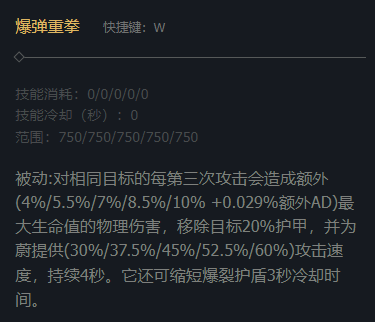 爆弹重拳 快捷键：W
技能消耗：0/0/0/0/0
技能冷却（秒）：0
范围：750/750/750/750/750
被动:对相同目标的每第三次攻击会造成额外
(4%/5.5%/7%/8.5%/10% +0.029%额外AD)最
大生命值的物理伤害，移除目标20%护甲，并为
蔚提供(30%/37.5%/45%/52.5%/60%)攻击速
度，持续4秒。它还可缩短爆裂护盾3秒冷却时
间。